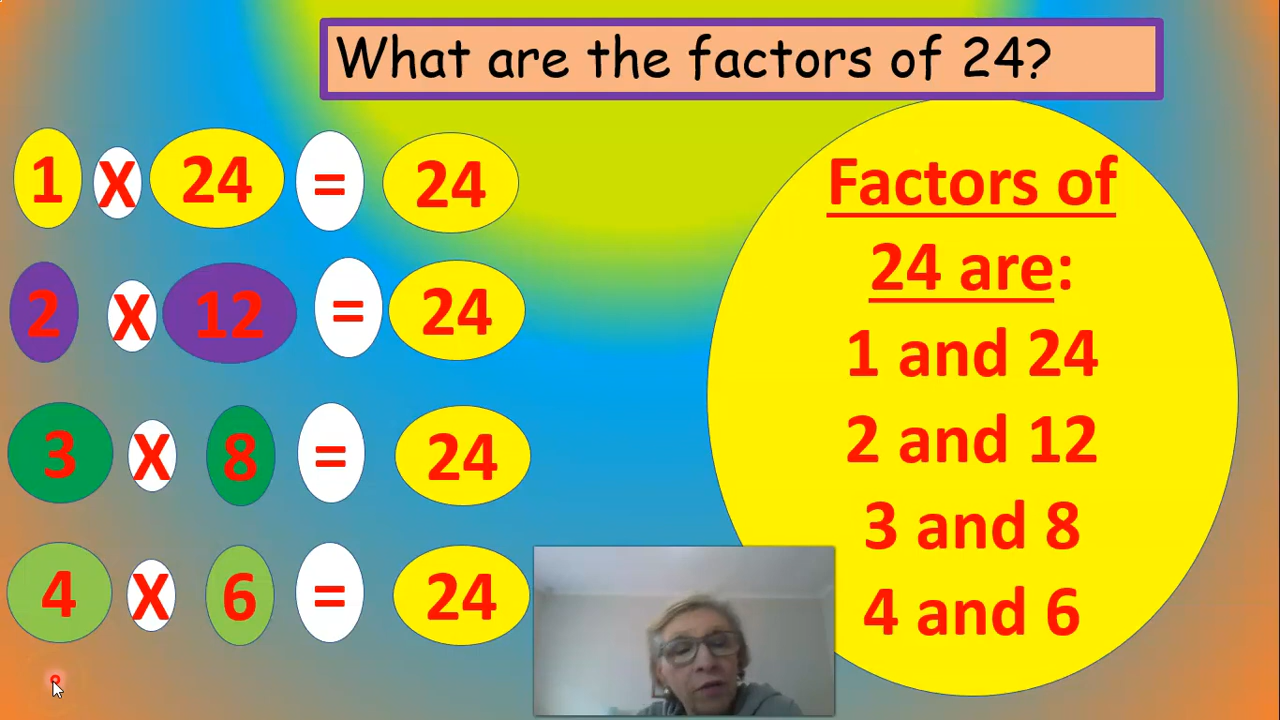 What are the factors of 24?
1 X 24 = 24
2 X 12 = 24
3 X 8 = 24
4 X 6 = 24
Factors of
24 are:
1 and 24
2 and 12
3 and 8
4 and 6